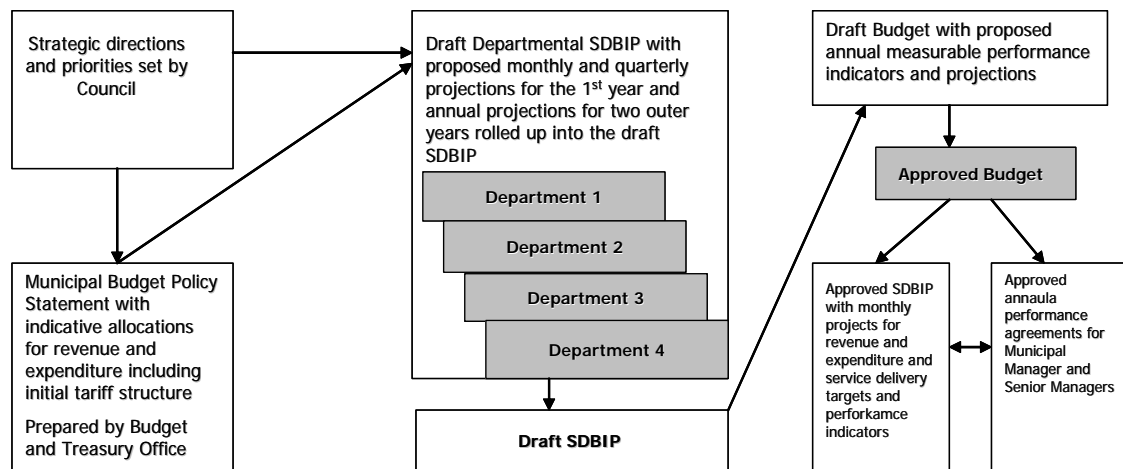 Strategic directions
and priorities set by
Council
Municipal Budget Policy
Statement with
indicative allocations
for revenue and
expenditure including
initial tariff structure
Prepared by Budget
and Treasury Office
Draft Departmental SDBIP with
proposed monthly and quarterly
projections for the 1st year and
annual projections for two outer
years rolled up into the draft
SDBIP
Department 1
Department 2
Department 3
Department 4
Draft SDBIP
Draft Budget with proposed
annual measurable performance
indicators and projections
Approved Budget
Approved SDBIP
with monthly
projects for
revenue and
expenditure and
service delivery
targets and
perforkamce
indicators
Approved
annaula
performance
agreements for
Municipal
Manager and
Senior Managers